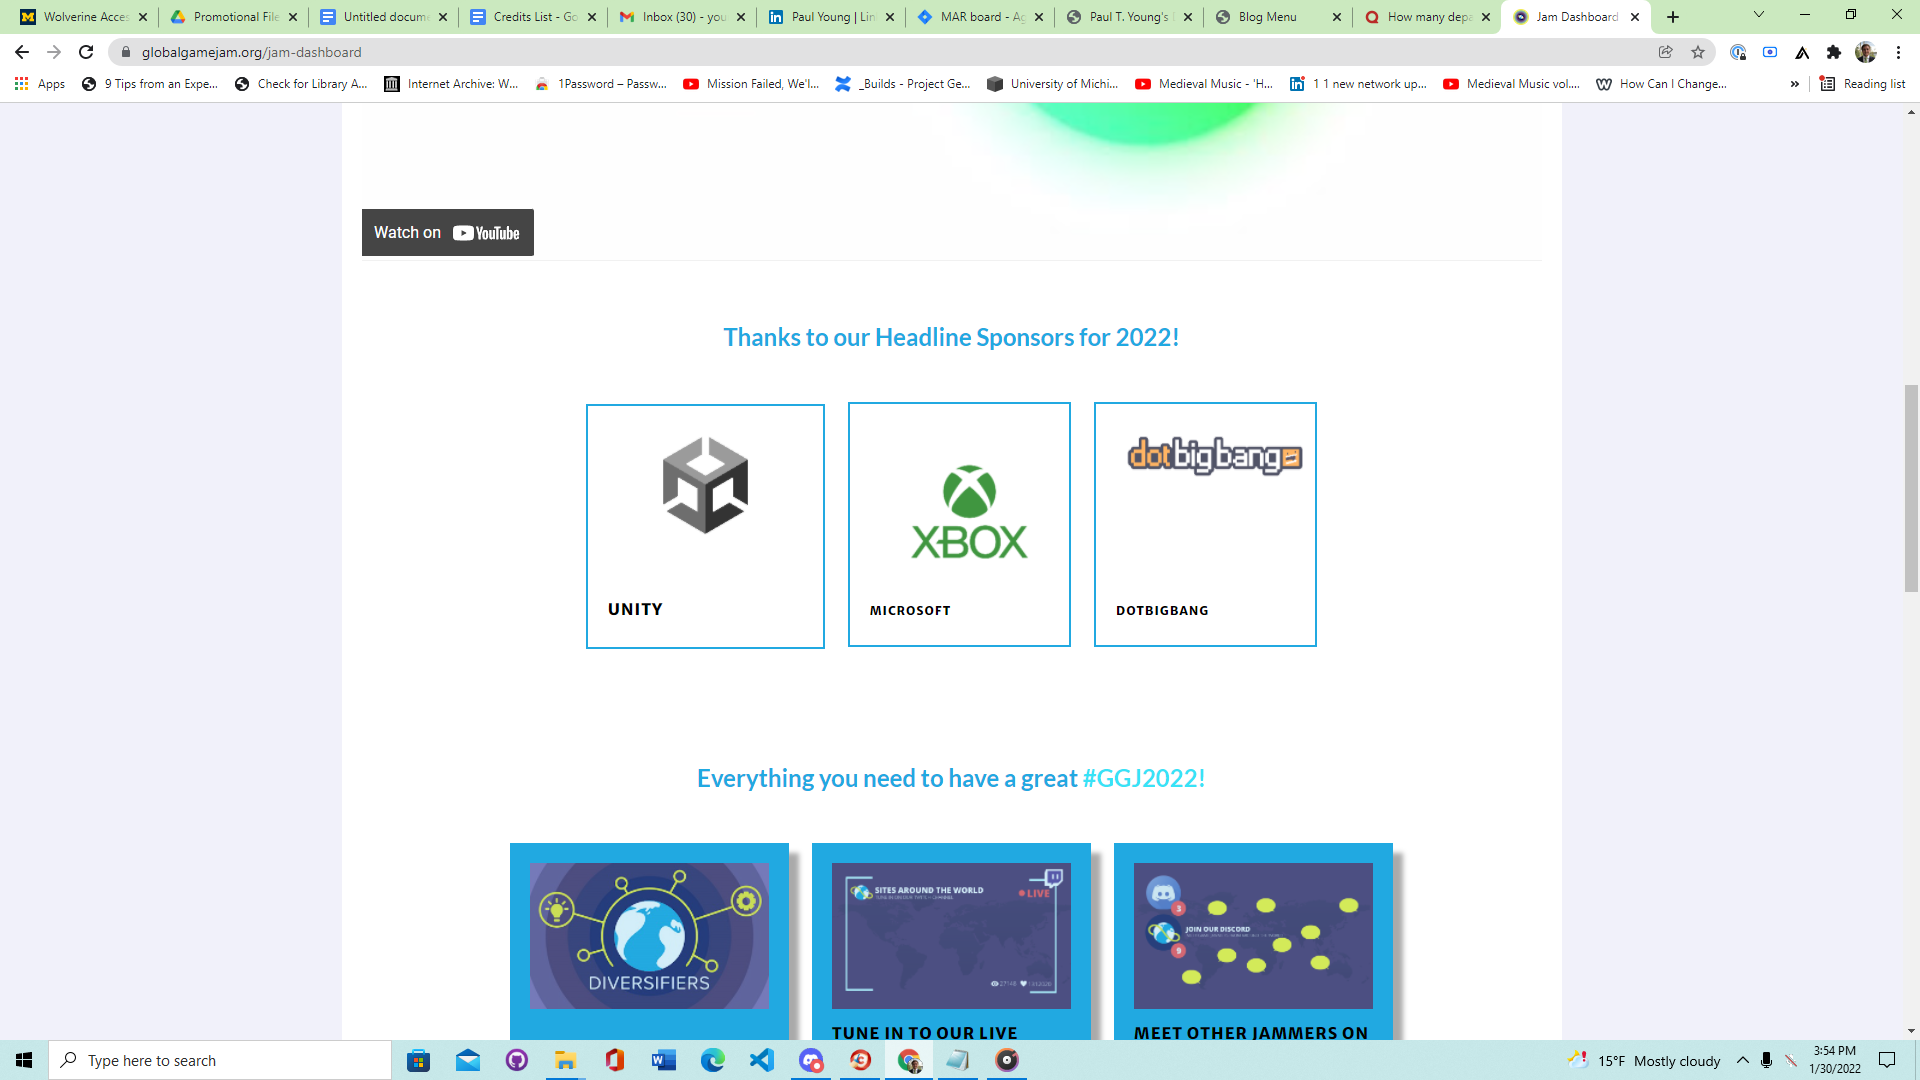 Wolverine Acces
Promotional File
Untitled docume
Credits List - Go
Inbox (30) - you
Paul Young | Lin
MAR board - Ag
Paul T. Young's
Blog Menu
How many depa
Jam Dashboard
globalgamejam.org/jam-dashboard
Apps
9 Tips from an Expe...
Check for Library A...
Internet Archive: W...
1Password – Passw...
Mission Failed, We'l...
_Builds - Project Ge...
University of Michi...
Medieval Music - 'H...
1 1 new network up...
Medieval Music vol....
How Can I Change...
»
Reading list
Watch on YouTube
Thanks to our Headline Sponsors for 2022!
XBOX
dotbigbang
UNITY
MICROSOFT
DOTBIGBANG
Everything you need to have a great #GGJ2022!
DIVERSIFIERS
SITES AROUND THE WORLD
LIVE
JOIN OUR DISCORD
3
9
TUNE IN TO OUR LIVE
MEET OTHER JAMMERS ON
Type here to search
15°F Mostly cloudy
3:54 PM
1/30/2022